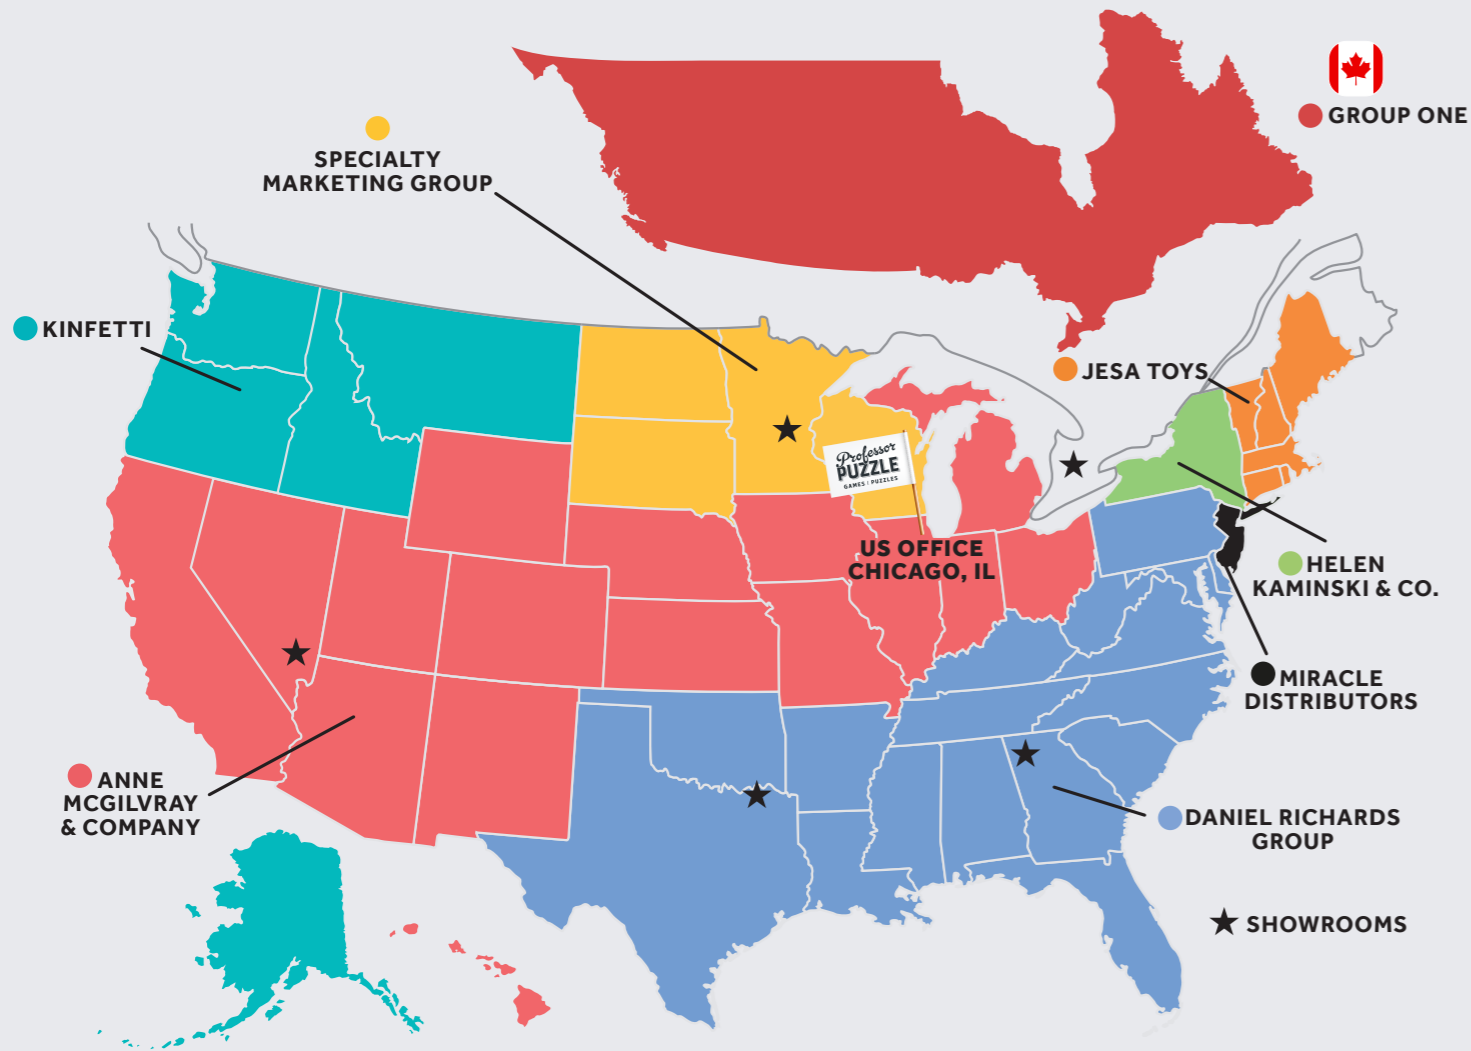 GROUP ONE
SPECIALTY
MARKETING GROUP
KINFETTI
JESA TOYS
Professor
PUZZLE
GAMES & PUZZLES
US OFFICE
CHICAGO, IL
HELEN
KAMINSKI & CO.
MIRACLE
DISTRIBUTORS
ANNE
MCGILVRAY
& COMPANY
DANIEL RICHARDS
GROUP
SHOWROOMS